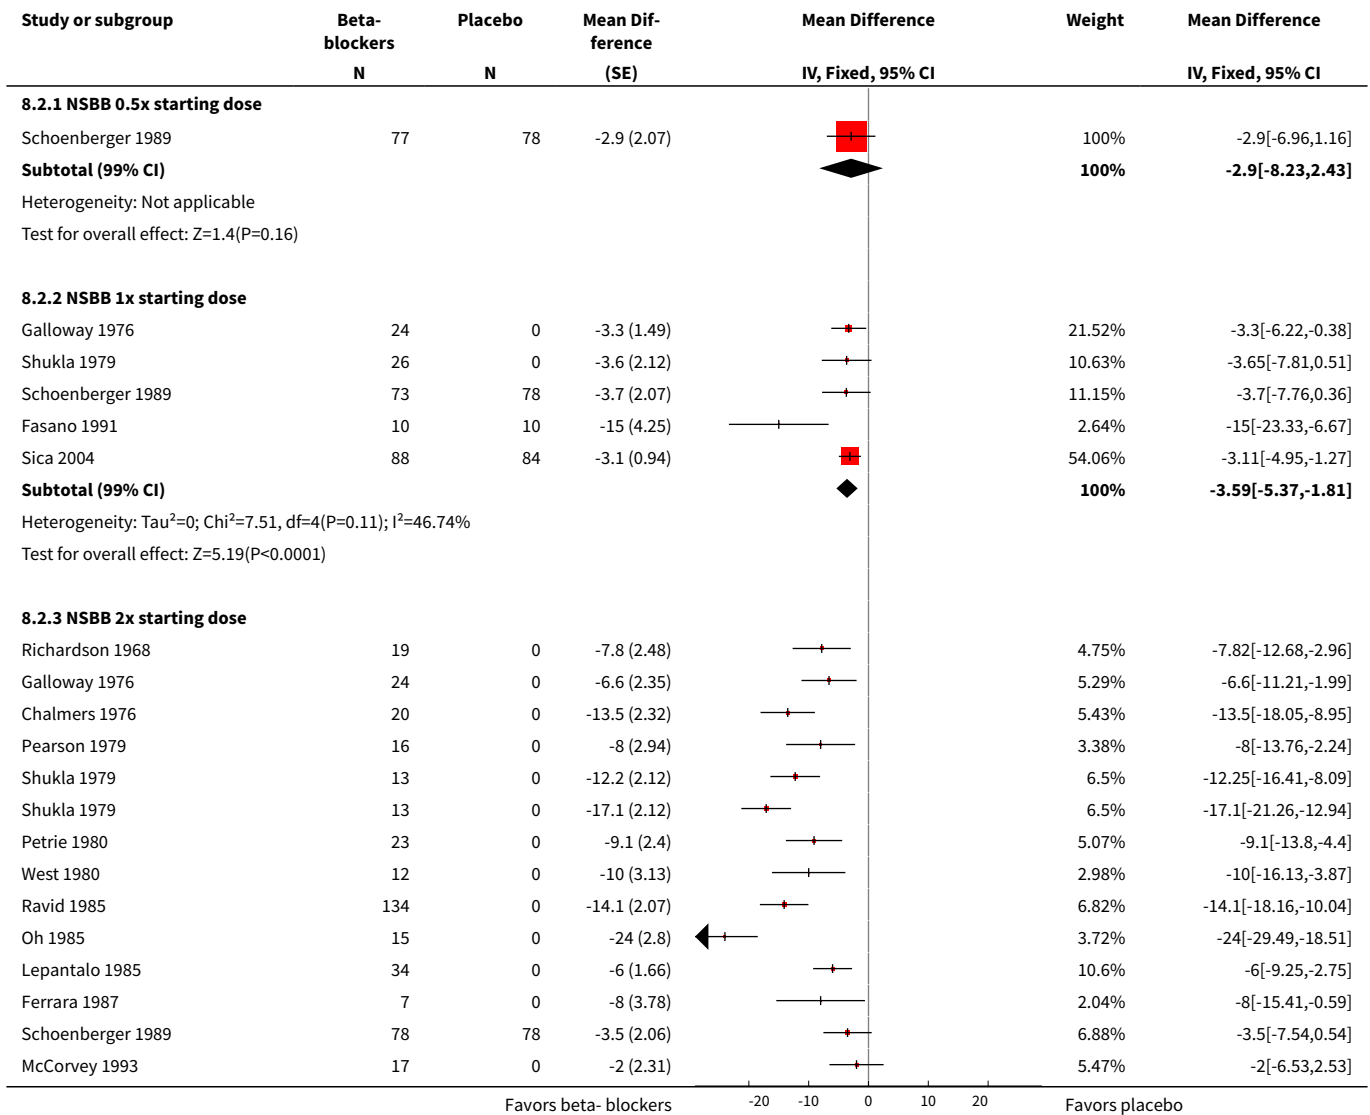 Study or subgroup Beta- Placebo Mean Dif- Mean Difference Weight Mean Difference
blockers ference
N N (SE) IV, Fixed, 95% CI IV, Fixed, 95% CI
8.2.1 NSBB 0.5x starting dose
Schoenberger 1989 77 78 -2.9 (2.07) 100% -2.9[-6.96,1.16]
Subtotal (99% CI) 100% -2.9[-8.23,2.43]
Heterogeneity: Not applicable
Test for overall effect: Z=1.4(P=0.16)
8.2.2 NSBB 1x starting dose
Galloway 1976 24 0 -3.3 (1.49) 21.52% -3.3[-6.22,-0.38]
Shukla 1979 26 0 -3.6 (2.12) 10.63% -3.65[-7.81,0.51]
Schoenberger 1989 73 78 -3.7 (2.07) 11.15% -3.7[-7.76,0.36]
Fasano 1991 10 10 -15 (4.25) 2.64% -15[-23.33,-6.67]
Sica 2004 88 84 -3.1 (0.94) 54.06% -3.11[-4.95,-1.27]
Subtotal (99% CI) 100% -3.59[-5.37,-1.81]
Heterogeneity: Tau²=0; Chi²=7.51, df=4(P=0.11); I²=46.74%
Test for overall effect: Z=5.19(P<0.0001)
8.2.3 NSBB 2x starting dose
Richardson 1968 19 0 -7.8 (2.48) 4.75% -7.82[-12.68,-2.96]
Galloway 1976 24 0 -6.6 (2.35) 5.29% -6.6[-11.21,-1.99]
Chalmers 1976 20 0 -13.5 (2.32) 5.43% -13.5[-18.05,-8.95]
Pearson 1979 16 0 -8 (2.94) 3.38% -8[-13.76,-2.24]
Shukla 1979 13 0 -12.2 (2.12) 6.5% -12.25[-16.41,-8.09]
Shukla 1979 13 0 -17.1 (2.12) 6.5% -17.1[-21.26,-12.94]
Petrie 1980 23 0 -9.1 (2.4) 5.07% -9.1[-13.8,-4.4]
West 1980 12 0 -10 (3.13) 2.98% -10[-16.13,-3.87]
Ravid 1985 134 0 -14.1 (2.07) 6.82% -14.1[-18.16,-10.04]
Oh 1985 15 0 -24 (2.8) 3.72% -24[-29.49,-18.51]
Lepantalo 1985 34 0 -6 (1.66) 10.6% -6[-9.25,-2.75]
Ferrara 1987 7 0 -8 (3.78) 2.04% -8[-15.41,-0.59]
Schoenberger 1989 78 78 -3.5 (2.06) 6.88% -3.5[-7.54,0.54]
McCorvey 1993 17 0 -2 (2.31) 5.47% -2[-6.53,2.53]
Favors beta- blockers -20 -10 0 10 20 Favors placebo